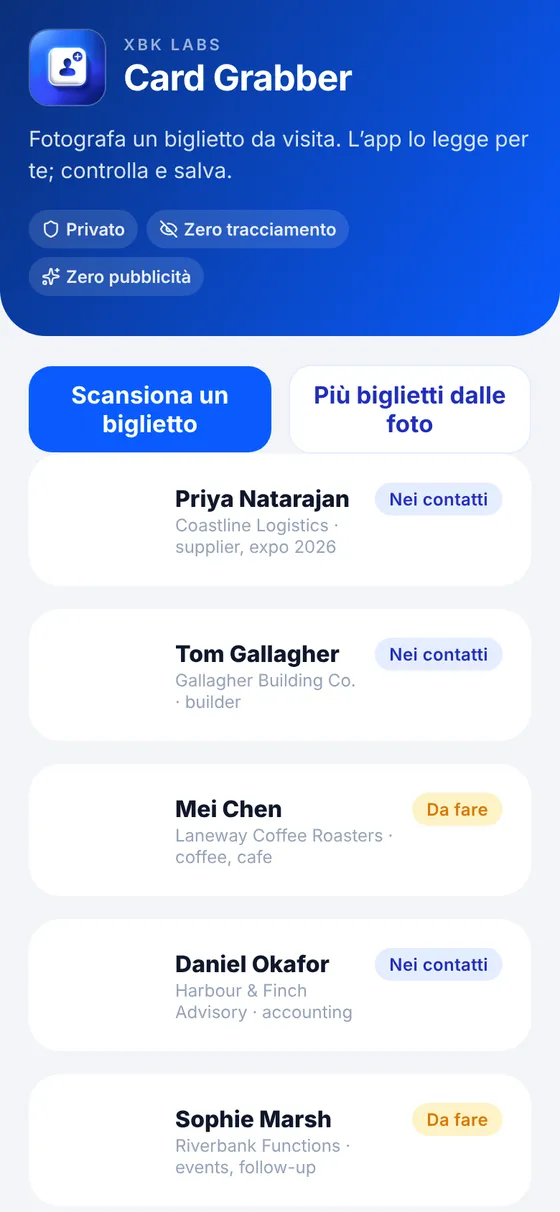 XBK LABS
Card Grabber
Fotografa un biglietto da visita. L’app lo legge per
te; controlla e salva.
Privato
Zero tracciamento
Zero pubblicità
Scansiona un
biglietto
Più biglietti dalle
foto
Priya Natarajan
Nei contatti
Coastline Logistics ·
supplier, expo 2026
Tom Gallagher
Nei contatti
Gallagher Building Co.
· builder
Mei Chen
Da fare
Laneway Coffee Roasters ·
coffee, cafe
Daniel Okafor
Nei contatti
Harbour & Finch
Advisory · accounting
Sophie Marsh
Da fare
Riverbank Functions ·
events, follow-up